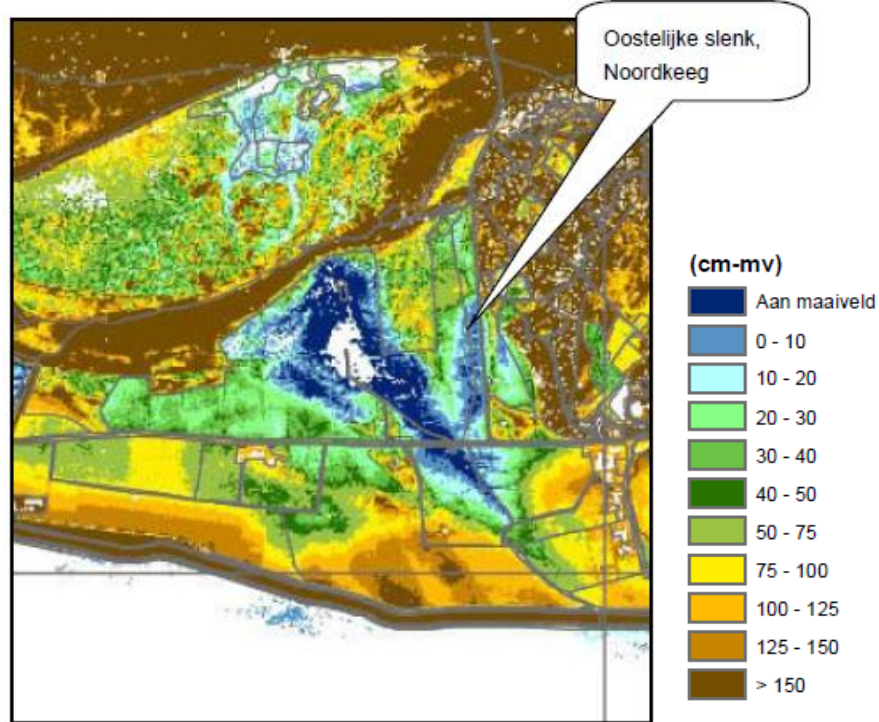 Oostelijke slenk,
Noordkeeg
(cm-mv)
Aan maaiveld
0 - 10
10 - 20
20 - 30
30 - 40
40 - 50
50 - 75
75 - 100
100 - 125
125 - 150
> 150